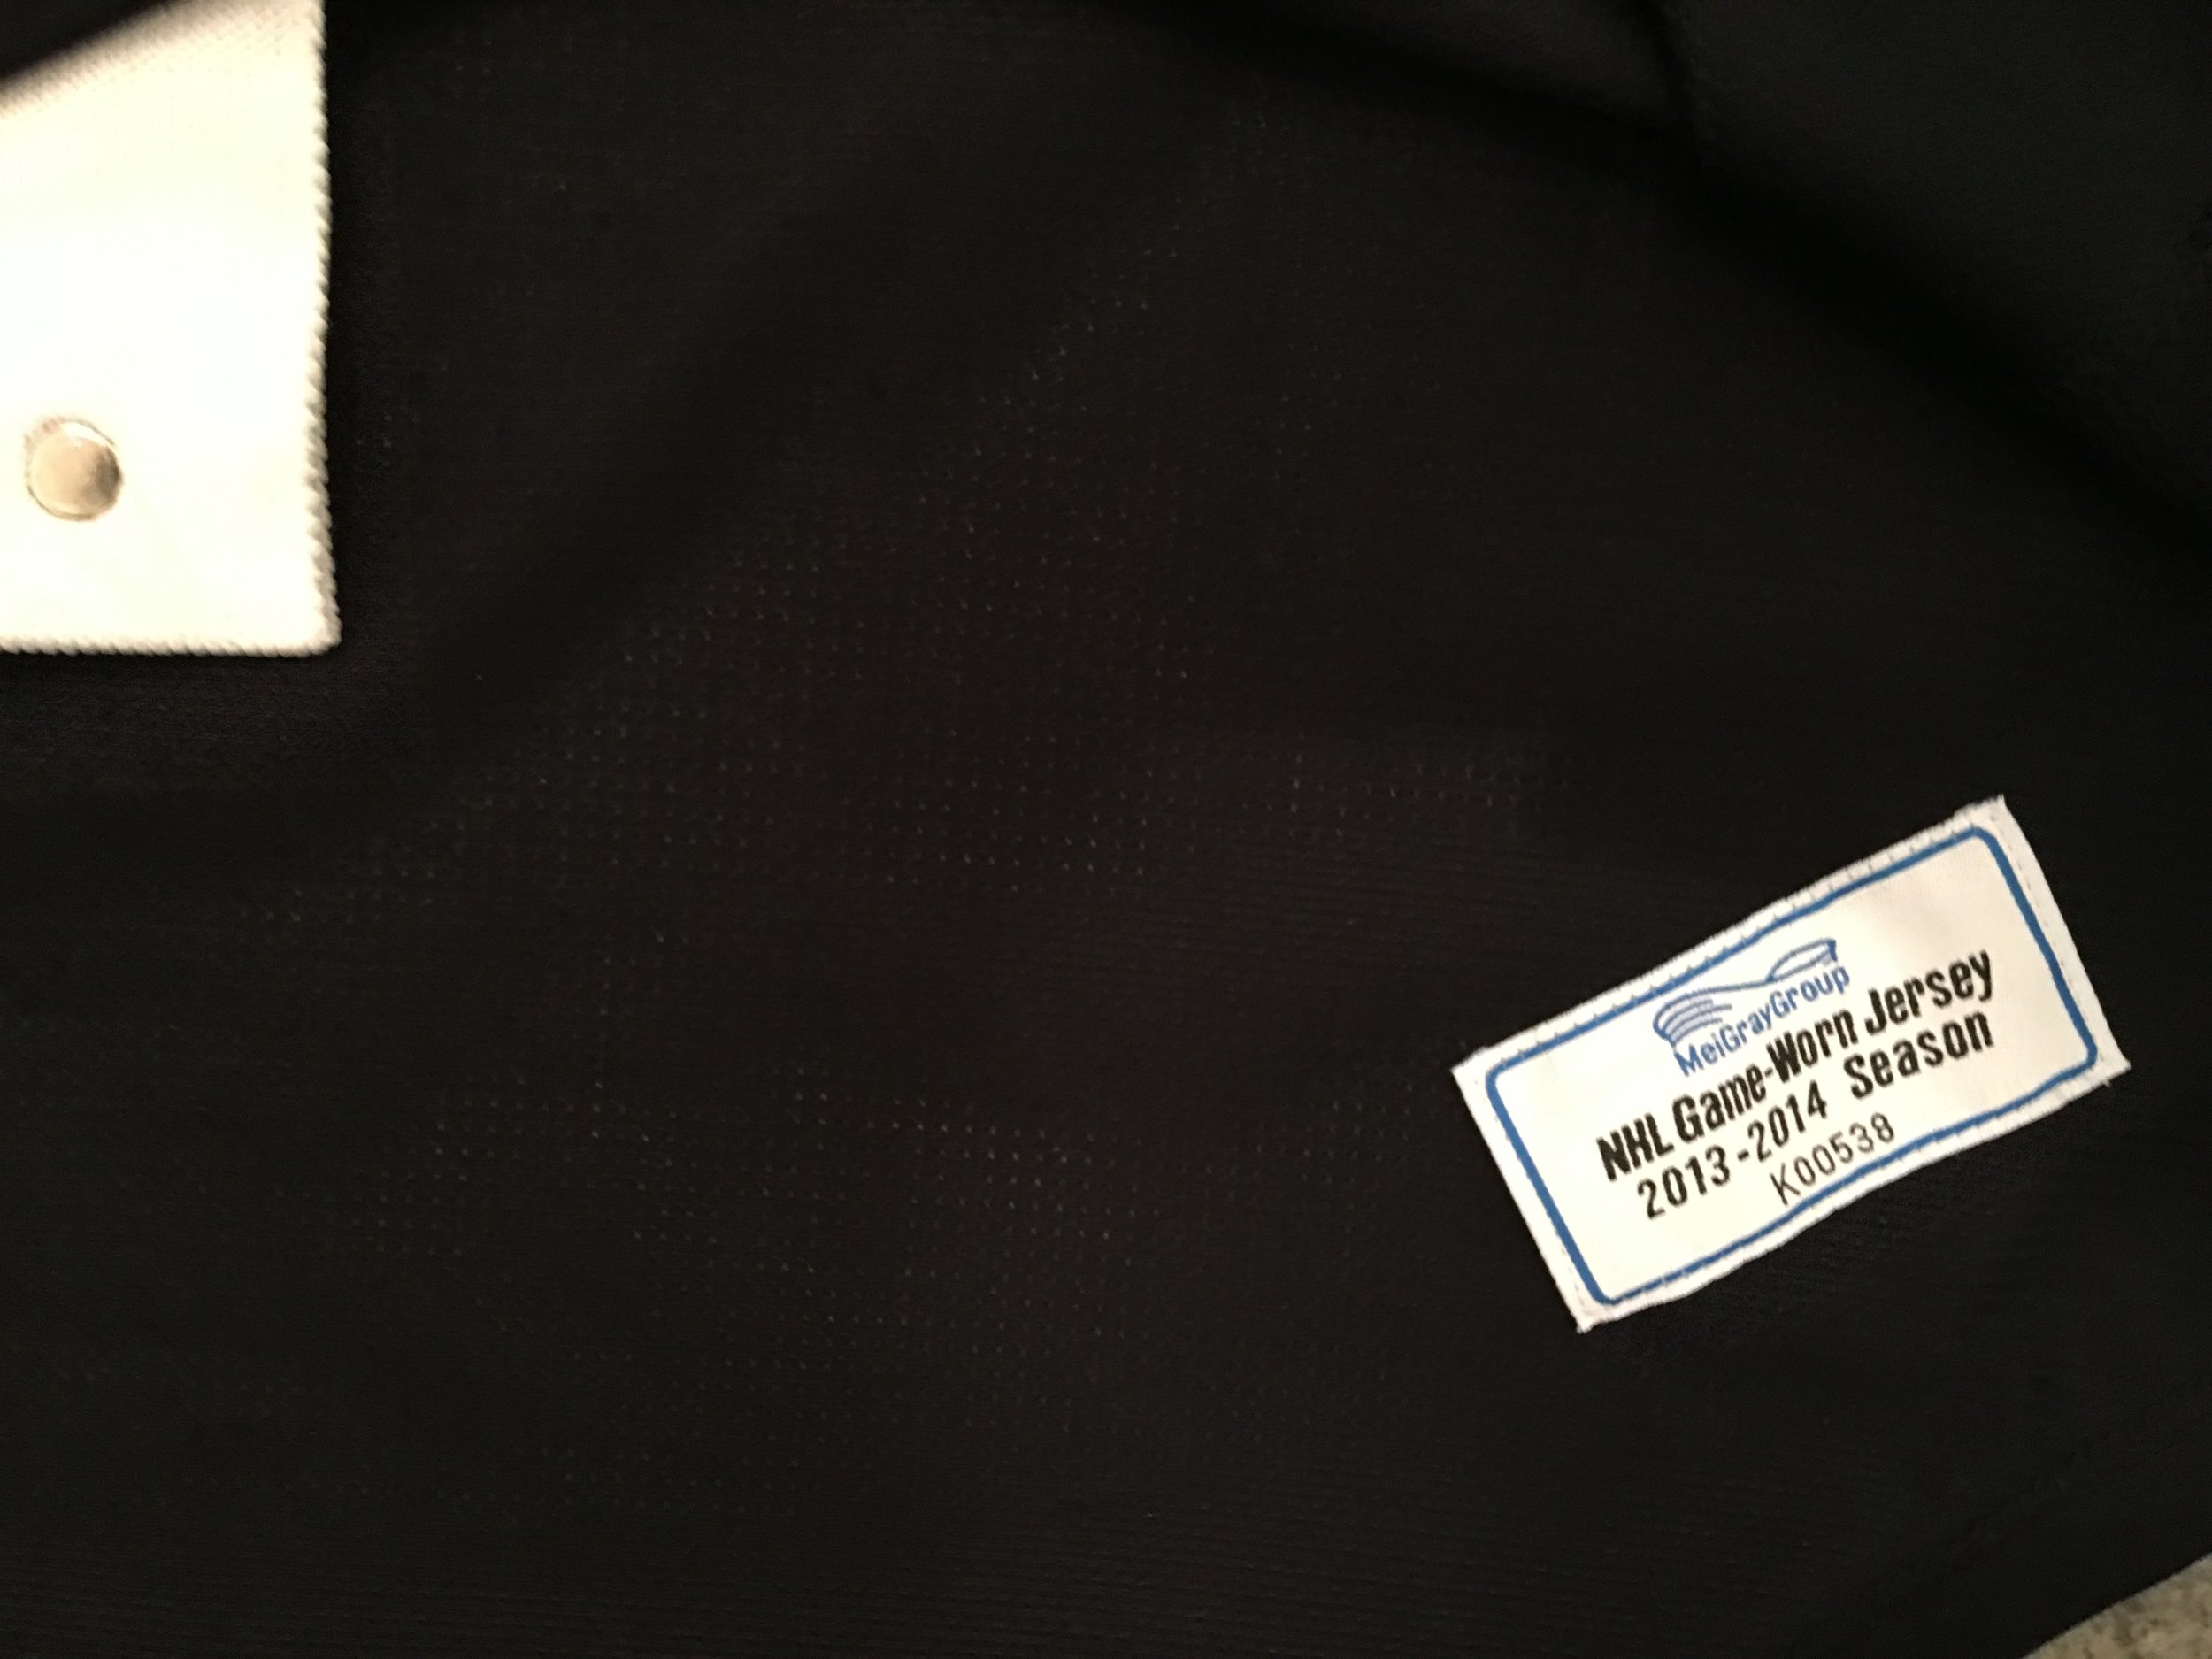 MeiGrayGroup
NHL Game-Worn Jersey
2013-2014 Season
K00538